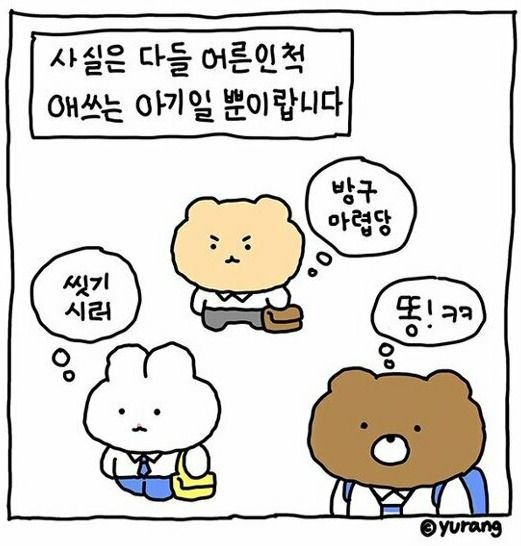 사실은 다들 어른인척
애쓰는 아기일 뿐이랍니다
방구
마렵당
씻기
시러
똥! ㅋㅋ
©yurang